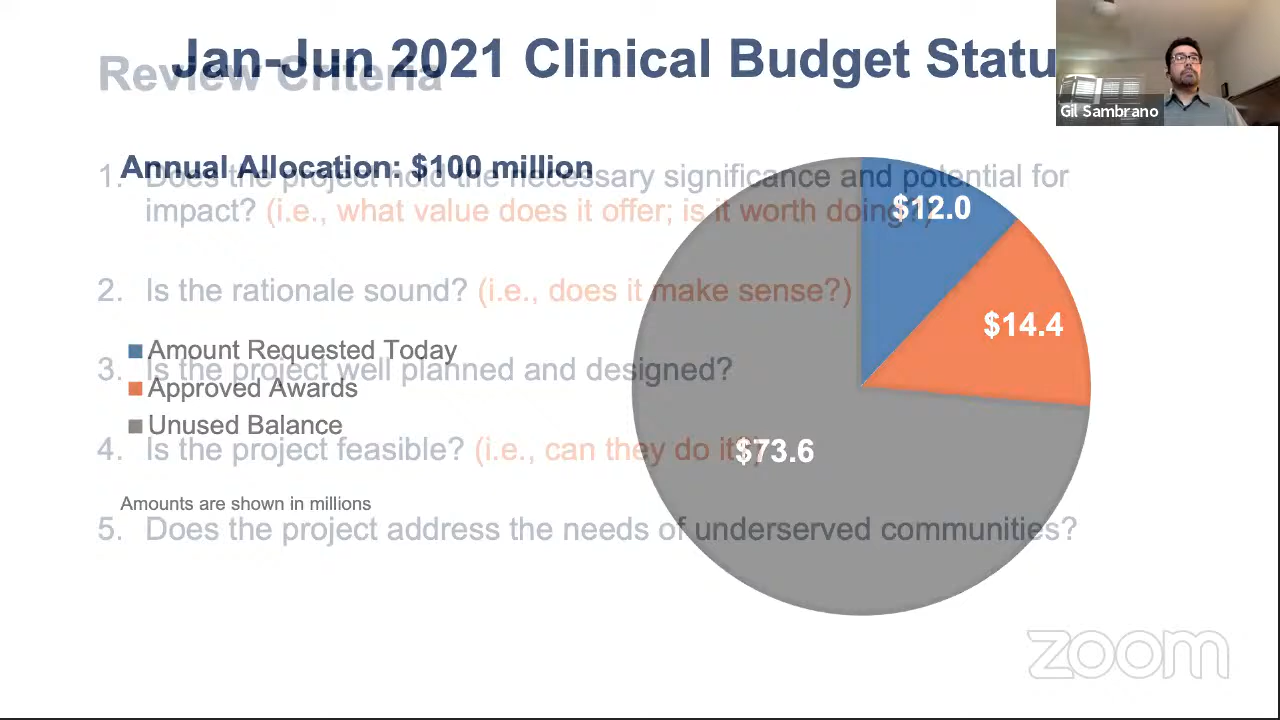 Jan-Jun 2021 Clinical Budget Statu
Review Criteria
Gil Sambrano
Annual Allocation: $100 million
1. Does the project hold the necessary significance and potential for
impact? (i.e., what value does it offer; is it worth doing?)
$12.0
2. Is the rationale sound? (i.e., does it make sense?)
$14.4
Amount Requested Today
3. Is the project well planned and designed?
Approved Awards
Unused Balance
4. Is the project feasible? (i.e., can they do it?)
$73.6
Amounts are shown in millions
5. Does the project address the needs of underserved communities?
zoom